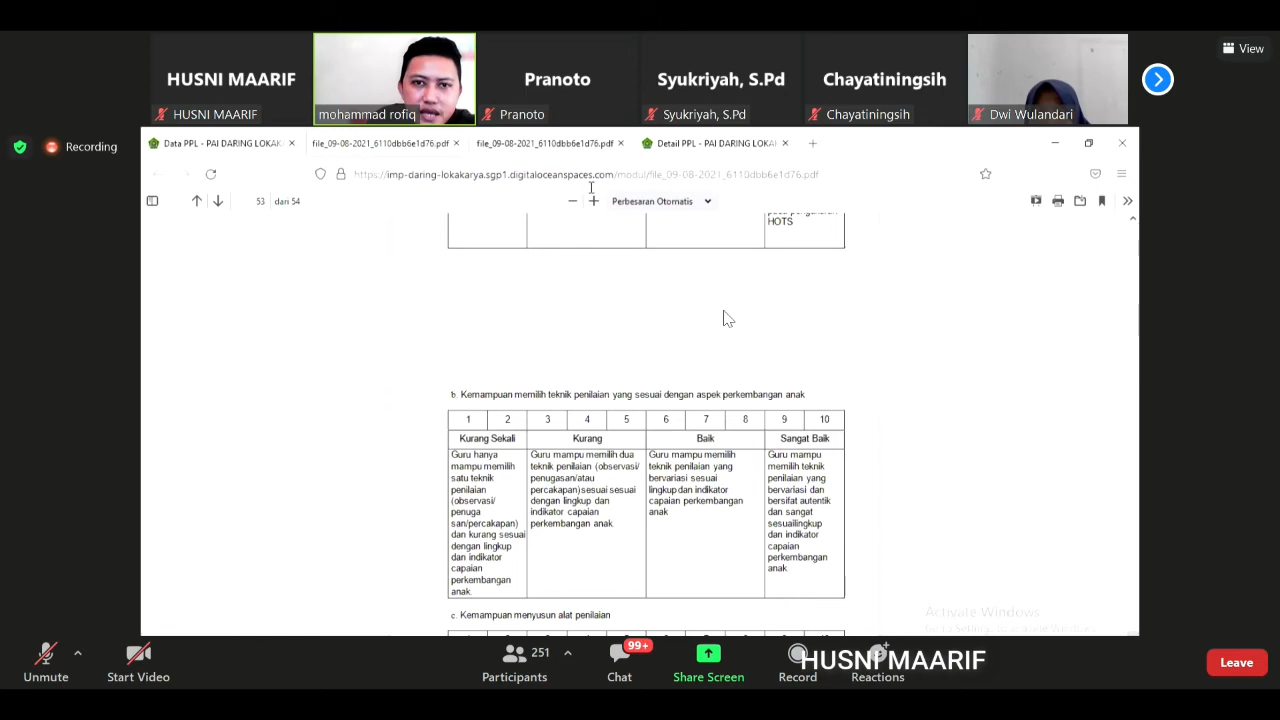 HUSNI MAARIF
Pranoto
Syukriyah, S.Pd
Chayatiningsih
View
HUSNI MAARIF
mohammad rofiq
Pranoto
Syukriyah, S.Pd
Chayatiningsih
Dwi Wulandari
Recording
Data PPL - PAI DARING LOKAK
file_09-08-2021_6110dbb6e1d76.pdf
file_09-08-2021_6110dbb6e1d76.pdf
Detail PPL - PAI DARING LOKA
https://imp-daring-lokakarya.sgp1.digitaloceanspaces.com/modul/file_09-08-2021_6110dbb6e1d76.pdf
53 dari 54
Perbesaran Otomatis
HOTS
b. Kemampuan memilih teknik penilaian yang sesuai dengan aspek perkembangan anak
1 2 3 4 5 6 7 8 9 10
Kurang Sekali Kurang Baik Sangat Baik
Guru hanya
mampu memilih
satu teknik
penilaian
(observasi/
penuga
san/percakapan)
dan kurang sesuai
dengan lingkup
dan indikator
capaian
perkembangan
anak.
Guru mampu memilih dua
teknik penilaian (observasi/
penugasan/atau
percakapan)sesuai sesuai
dengan lingkup dan
indikator capaian
perkembangan anak.
Guru mampu memilih
teknik penilaian yang
bervariasi sesuai
lingkup dan indikator
capaian perkembangan
anak
Guru mampu
memilih teknik
penilaian yang
bervariasi dan
bersifat autentik
dan sangat
sesuailingkup
dan indikator
capaian
perkembangan
anak.
c. Kemampuan menyusun alat penilaian
Activate Windows
Unmute
Start Video
251
Participants
99+
Chat
Share Screen
Record
Reactions
HUSNI MAARIF
Leave